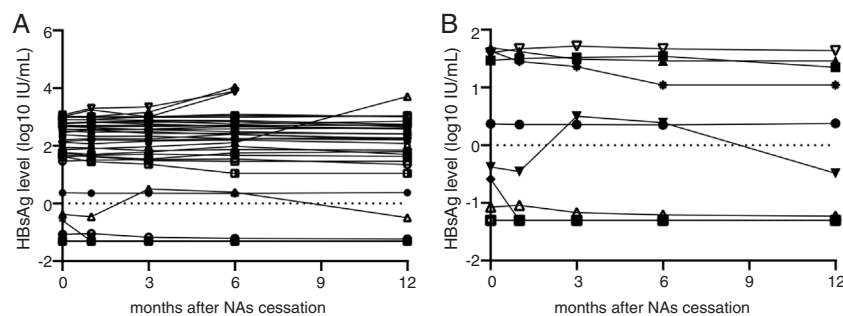 A
HBsAg level (log10 IU/mL)
6
4
2
0
-2
0 3 6 9 12
months after NAs cessation
B
HBsAg level (log10 IU/mL)
2
1
0
-1
-2
0 3 6 9 12
months after NAs cessation